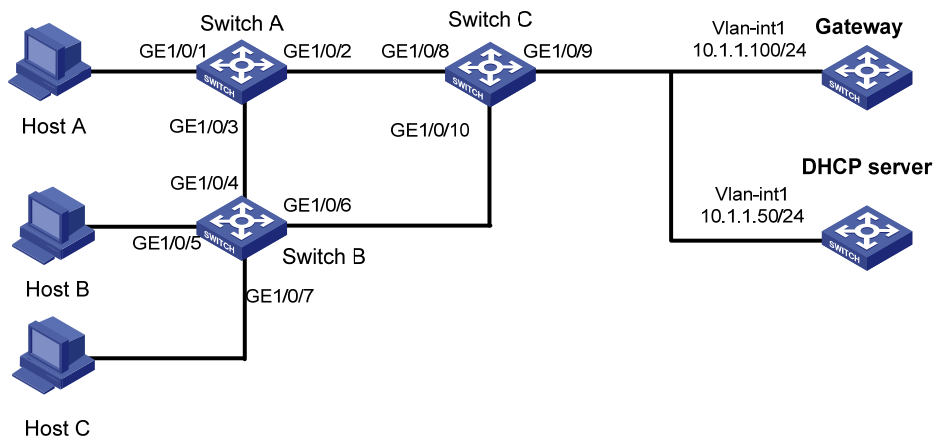 Switch A
Switch C
Vlan-int1
10.1.1.100/24
Gateway
GE1/0/1
GE1/0/2
GE1/0/8
GE1/0/9
SWITCH
SWITCH
SWITCH
Host A
GE1/0/3
GE1/0/10
DHCP server
GE1/0/4
GE1/0/6
Vlan-int1
10.1.1.50/24
SWITCH
SWITCH
GE1/0/5
Switch B
Host B
GE1/0/7
Host C